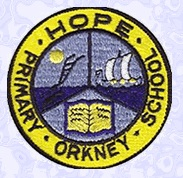 HOPE
PRIMARY · ORKNEY · SCHOOL